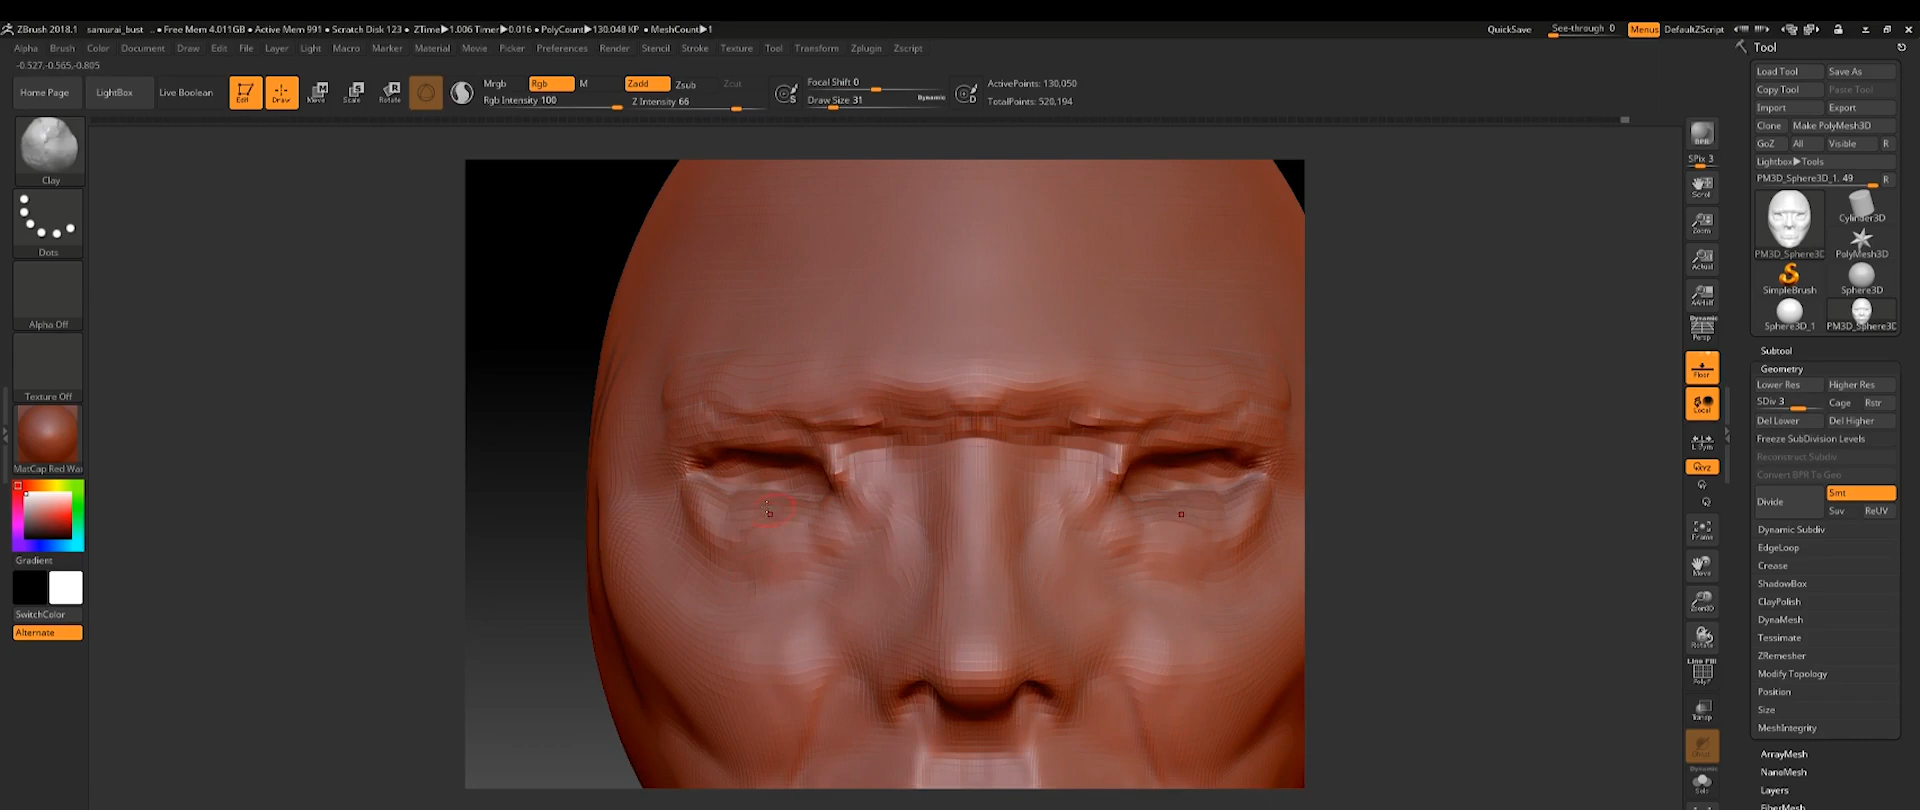 ZBrush 2018.1 samurai_bust .. • Free Mem 4.011GB • Active Mem 991 • Scratch Disk 123 • ZTime▶1.006 Timer▶0.016 • PolyCount▶130.048 KP • MeshCount▶1
QuickSave See-through 0 Menus DefaultZScript
Alpha Brush Color Document Draw Edit File Layer Light Macro Marker Material Movie Picker Preferences Render Stencil Stroke Texture Tool Transform Zplugin Zscript
-0.527,-0.565,-0.805
Home Page LightBox Live Boolean
Edit Draw Move Scale Rotate
Mrgb Rgb M
Rgb Intensity 100
Zadd Zsub Zcut
Z Intensity 66
S
Focal Shift 0
Draw Size 31 Dynamic
D
ActivePoints: 130,050
TotalPoints: 520,194
Clay
Dots
Alpha Off
Texture Off
MatCap Red Wax
Gradient
SwitchColor
Alternate
BPR
SPix 3
Scroll
Zoom
Actual
AAHalf
Dynamic
Persp
Floor
Local
L.Sym
XYZ
Frame
Move
Zoom3D
Rotate
Line Fill
PolyF
Transp
Ghost
Dynamic
Solo
Tool
Load Tool Save As
Copy Tool Paste Tool
Import Export
Clone Make PolyMesh3D
GoZ All Visible R
Lightbox▶Tools
PM3D_Sphere3D_1. 49 R
Cylinder3D
PM3D_Sphere3D PolyMesh3D
SimpleBrush Sphere3D
Sphere3D_1 PM3D_Sphere3D
Subtool
Geometry
Lower Res Higher Res
SDiv 3 Cage Rstr
Del Lower Del Higher
Freeze SubDivision Levels
Reconstruct Subdiv
Convert BPR To Geo
Divide Smt
Suv ReUV
Dynamic Subdiv
EdgeLoop
Crease
ShadowBox
ClayPolish
DynaMesh
Tessimate
ZRemesher
Modify Topology
Position
Size
MeshIntegrity
ArrayMesh
NanoMesh
Layers
FiberMesh